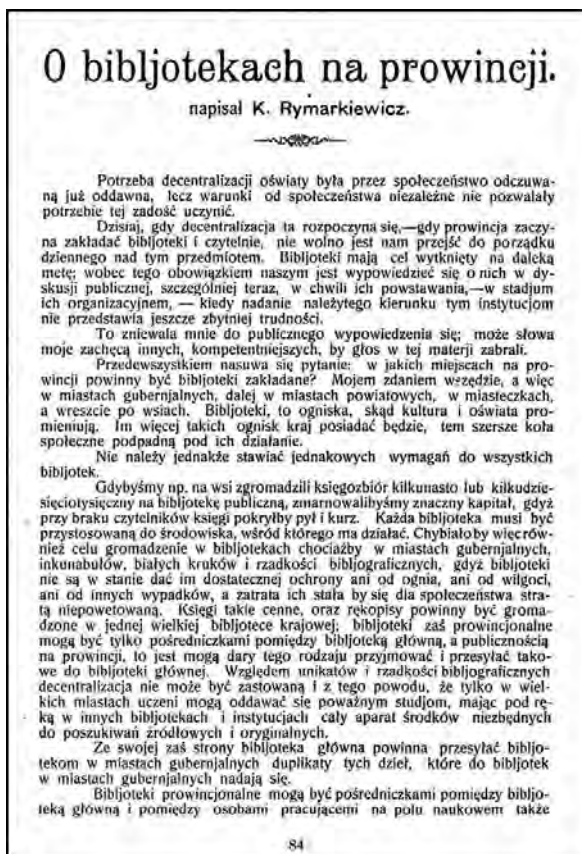 O bibljotekach na prowincji.
napisał K. Rymarkiewicz.
Potrzeba decentralizacji oświaty była przez społeczeństwo odczuwa-
ną już oddawna, lecz warunki od społeczeństwa niezależne nie pozwalały
potrzebie tej zadość uczynić.
Dzisiaj, gdy decentralizacja ta rozpoczyna się,—gdy prowincja zaczy-
na zakładać bibljoteki i czytelnie, nie wolno jest nam przejść do porządku
dziennego nad tym przedmiotem. Bibljoteki mają cel wytknięty na daleką
metę; wobec tego obowiązkiem naszym jest wypowiedzieć się o nich w dy-
skusji publicznej, szczególniej teraz, w chwili ich powstawania,—w stadjum
ich organizacyjnem, — kiedy nadanie należytego kierunku tym instytucjom
nie przedstawia jeszcze zbytniej trudności.
To zniewala mnie do publicznego wypowiedzenia się; może słowa
moje zachęcą innych, kompetentniejszych, by głos w tej materji zabrali.
Przedewszystkiem nasuwa się pytanie: w jakich miejscach na pro-
wincji powinny być bibljoteki zakładane? Mojem zdaniem wszędzie, a więc
w miastach gubernjalnych, dalej w miastach powiatowych, w miasteczkach,
a wreszcie po wsiach. Bibljoteki, to ogniska, skąd kultura i oświata pro-
mieniują. Im więcej takich ognisk kraj posiadać będzie, tem szersze koła
społeczne podpadną pod ich działanie.
Nie należy jednakże stawiać jednakowych wymagań do wszystkich
bibljotek.
Gdybyśmy np. na wsi zgromadzili księgozbiór kilkunasto lub kilkudzie-
sięciotysięczny na bibljotekę publiczną, zmarnowalibyśmy znaczny kapitał, gdyż
przy braku czytelników księgi pokryłby pył i kurz. Każda bibljoteka musi być
przystosowaną do środowiska, wśród którego ma działać. Chybiałoby więc rów-
nież celu gromadzenie w bibljotekach chociażby w miastach gubernjalnych,
inkunabułów, białych kruków i rzadkości bibljograficznych, gdyż bibljoteki
nie są w stanie dać im dostatecznej ochrony ani od ognia, ani od wilgoci,
ani od innych wypadków, a zatrata ich stała by się dla społeczeństwa stra-
tą niepowetowaną. Księgi takie cenne, oraz rękopisy powinny być groma-
dzone w jednej wielkiej bibljotece krajowej; bibljoteki zaś prowincjonalne
mogą być tylko pośredniczkami pomiędzy bibljoteką główną, a publicznością
na prowincji, to jest mogą dary tego rodzaju przyjmować i przesyłać tako-
we do bibljoteki głównej. Względem unikatów i rzadkości bibljograficznych
decentralizacja nie może być zastowaną i z tego powodu, że tylko w wiel-
kich miastach uczeni mogą oddawać się poważnym studjom, mając pod rę-
ką w innych bibljotekach i instytucjach cały aparat środków niezbędnych
do poszukiwań źródłowych i oryginalnych.
Ze swojej zaś strony bibljoteka główna powinna przesyłać bibljo-
tekom w miastach gubernjalnych duplikaty tych dzieł, które do bibljotek
w miastach gubernjalnych nadają się.
Bibljoteki prowincjonalne mogą być pośredniczkami pomiędzy bibljo-
teką główną i pomiędzy osobami pracującemi na polu naukowem także
84